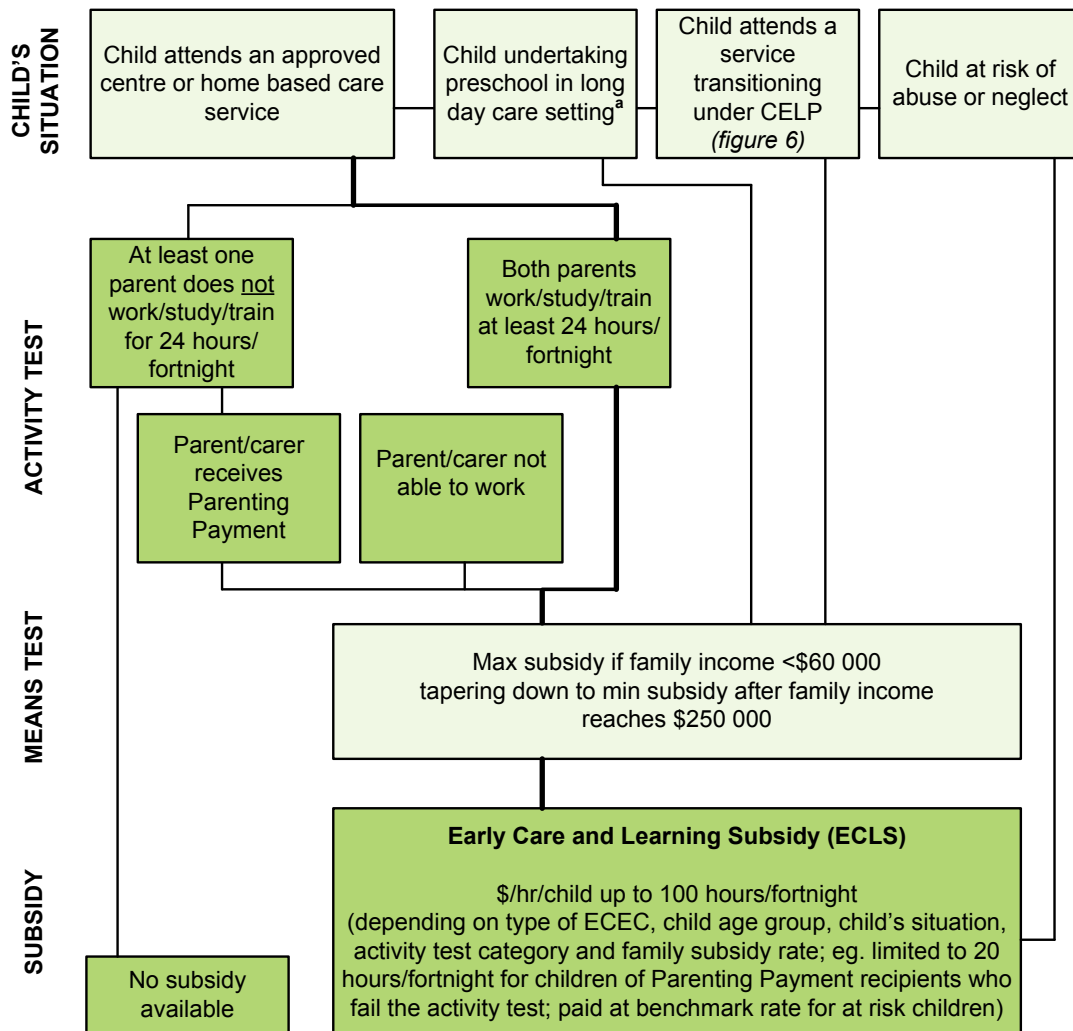 CHILD'S
SITUATION
Child attends an approved
centre or home based care
service
Child undertaking
preschool in long
day care setting^a
Child attends a
service
transitioning
under CELP
(figure 6)
Child at risk of
abuse or neglect
ACTIVITY TEST
At least one
parent does not
work/study/train
for 24 hours/
fortnight
Both parents
work/study/train
at least 24 hours/
fortnight
Parent/carer
receives
Parenting
Payment
Parent/carer not
able to work
MEANS TEST
Max subsidy if family income <$60 000
tapering down to min subsidy after family income
reaches $250 000
SUBSIDY
No subsidy
available
Early Care and Learning Subsidy (ECLS)
$/hr/child up to 100 hours/fortnight
(depending on type of ECEC, child age group, child's situation,
activity test category and family subsidy rate; eg. limited to 20
hours/fortnight for children of Parenting Payment recipients who
fail the activity test; paid at benchmark rate for at risk children)